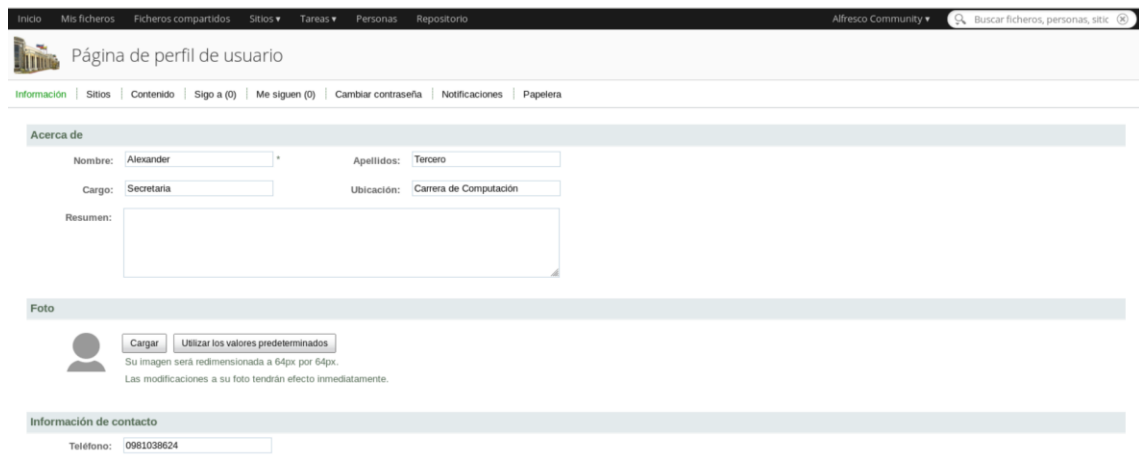 Inicio Mis ficheros Ficheros compartidos Sitios ▾ Tareas ▾ Personas Repositorio Alfresco Community ▾ Buscar ficheros, personas, sitic
Página de perfil de usuario
Información Sitios Contenido Sigo a (0) Me siguen (0) Cambiar contraseña Notificaciones Papelera
Acerca de
Nombre: Alexander * Apellidos: Tercero
Cargo: Secretaria Ubicación: Carrera de Computación
Resumen:
Foto
Cargar Utilizar los valores predeterminados
Su imagen será redimensionada a 64px por 64px.
Las modificaciones a su foto tendrán efecto inmediatamente.
Información de contacto
Teléfono: 0981038624